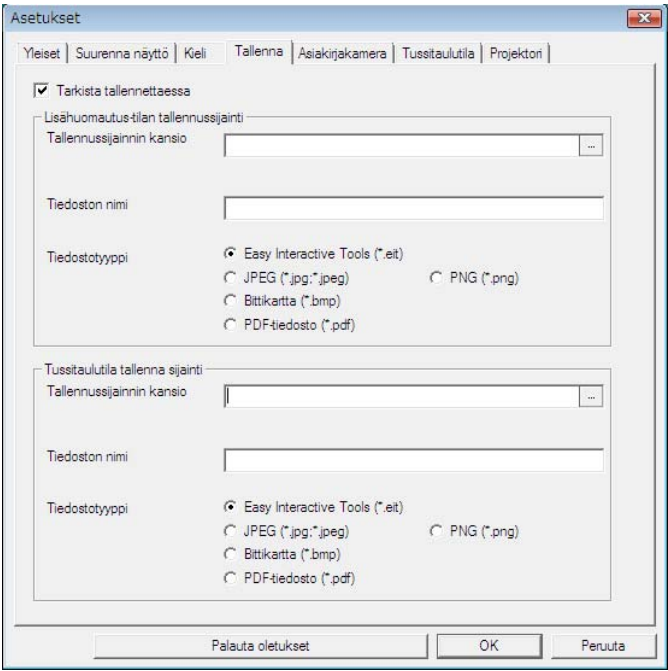 Asetukset
Yleiset Suurenna näyttö Kieli Tallenna Asiakirjakamera Tussitaulutila Projektori
Tarkista tallennettaessa
Lisähuomautus-tilan tallennussijainti
Tallennussijainnin kansio ...
Tiedoston nimi
Tiedostotyyppi Easy Interactive Tools (*.eit)
JPEG (*.jpg;*.jpeg) PNG (*.png)
Bittikartta (*.bmp)
PDF-tiedosto (*.pdf)
Tussitaulutila tallenna sijainti
Tallennussijainnin kansio ...
Tiedoston nimi
Tiedostotyyppi Easy Interactive Tools (*.eit)
JPEG (*.jpg;*.jpeg) PNG (*.png)
Bittikartta (*.bmp)
PDF-tiedosto (*.pdf)
Palauta oletukset OK Peruuta